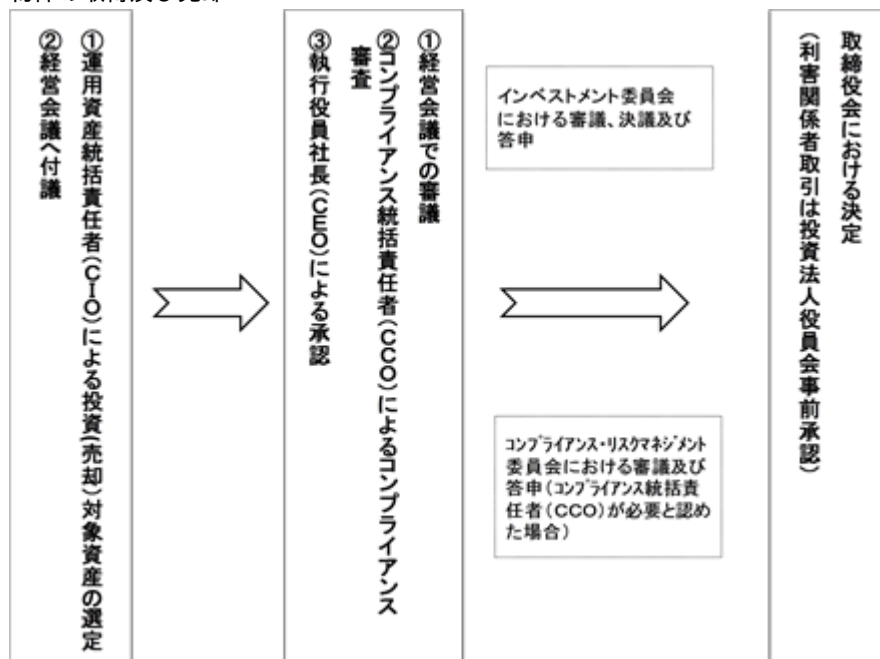 ①運用資産統括責任者（CIO）による投資(売却)対象資産の選定
②経営会議へ付議
①経営会議での審議
②コンプライアンス統括責任者（CCO）によるコンプライアンス
審査
③執行役員社長（CEO）による承認
インベストメント委員会
における審議、決議及び
答申
コンプライアンス・リスクマネジメント
委員会における審議及び
答申（コンプライアンス統括責
任者（CCO）が必要と認め
た場合）
取締役会における決定
（利害関係者取引は投資法人役員会事前承認）